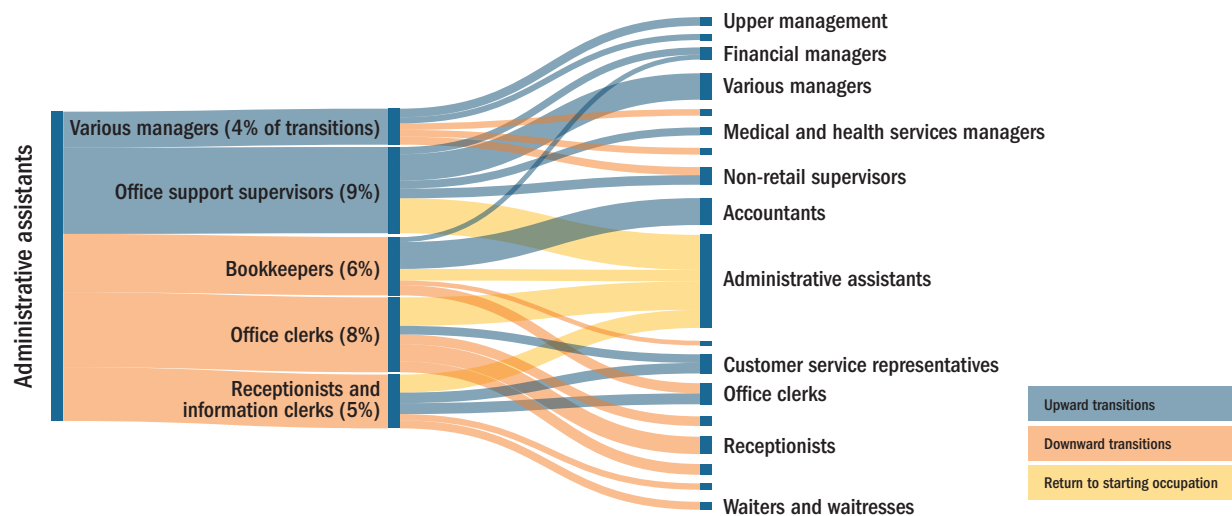 Administrative assistants
Various managers (4% of transitions)
Office support supervisors (9%)
Bookkeepers (6%)
Office clerks (8%)
Receptionists and
information clerks (5%)
Upper management
Financial managers
Various managers
Medical and health services managers
Non-retail supervisors
Accountants
Administrative assistants
Customer service representatives
Office clerks
Receptionists
Waiters and waitresses
Upward transitions
Downward transitions
Return to starting occupation